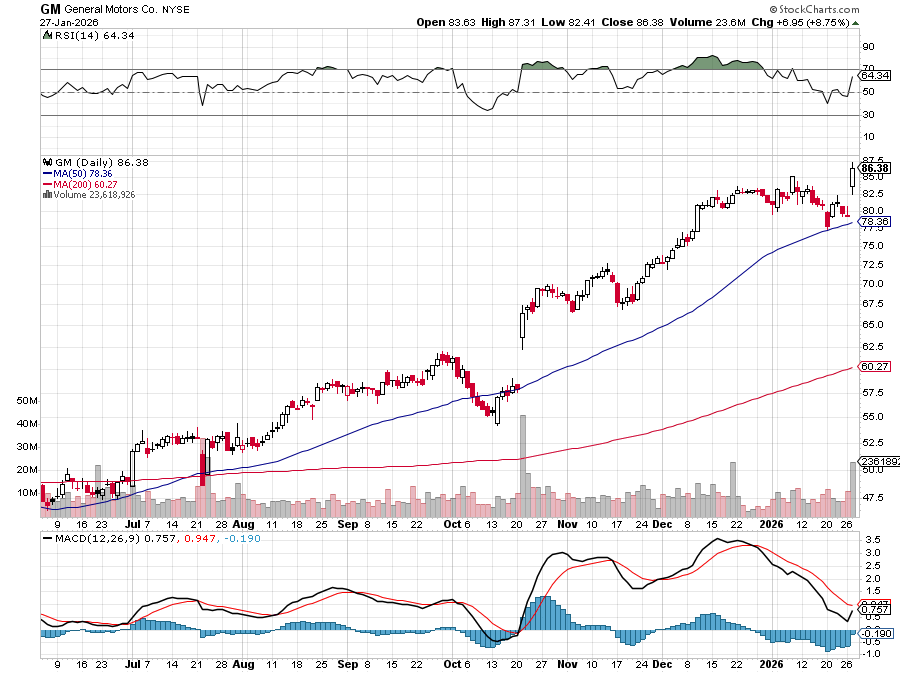 GM General Motors Co. NYSE © StockCharts.com
27-Jan-2026 Open 83.63 High 87.31 Low 82.41 Close 86.38 Volume 23.6M Chg +6.95 (+8.75%)
RSI(14) 64.34
90
70
64.34
50
30
10
GM (Daily) 86.38
MA(50) 78.36
MA(200) 60.27
Volume 23,618,926
87.5
86.38
85.0
82.5
80.0
78.36
77.5
75.0
72.5
70.0
67.5
65.0
62.5
60.27
57.5
55.0
52.5
2361892
50.0
47.5
50M
40M
30M
20M
10M
9 16 23 Jul 7 14 21 28 Aug 11 18 25 Sep 8 15 22 Oct 6 13 20 27 Nov 10 17 24 Dec 8 15 22 2026 12 20 26
MACD(12,26,9) 0.757, 0.947, -0.190
3.5
3.0
2.5
2.0
1.5
0.947
0.757
0.5
0.0
-0.190
-0.5
-1.0
9 16 23 Jul 7 14 21 28 Aug 11 18 25 Sep 8 15 22 Oct 6 13 20 27 Nov 10 17 24 Dec 8 15 22 2026 12 20 26